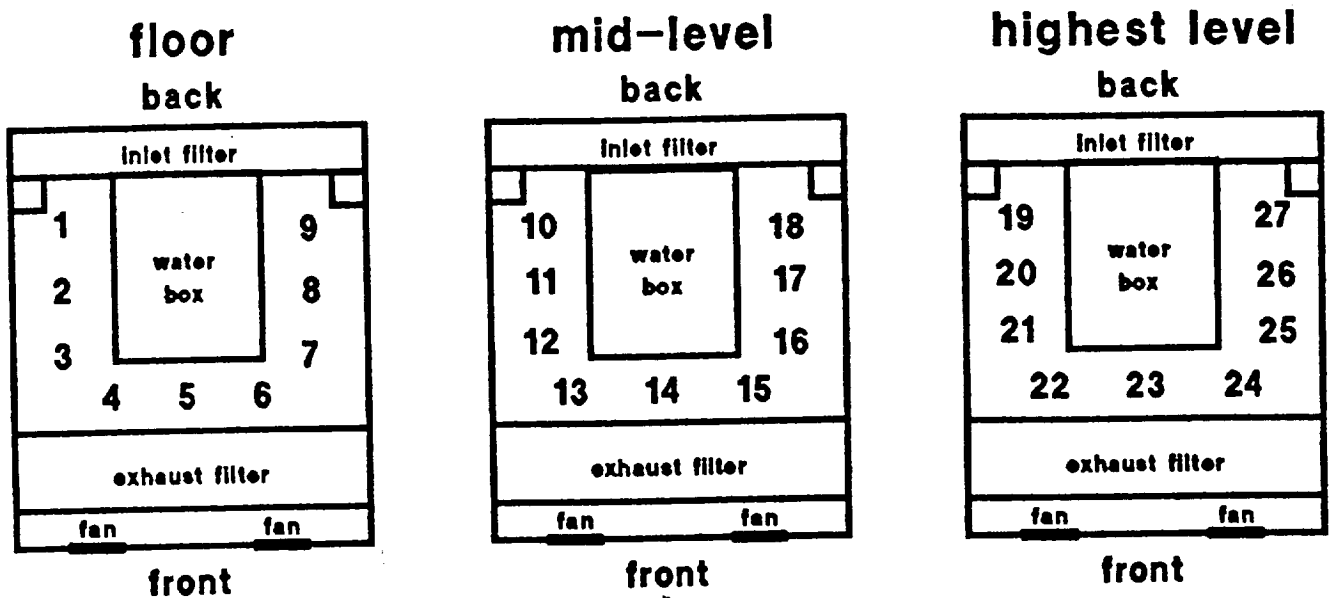 floor
back
inlet filter
1 9
2 water 8
box
3 7
4 5 6
exhaust filter
fan fan
front
mid-level
back
inlet filter
10 18
11 water 17
box
12 16
13 14 15
exhaust filter
fan fan
front
highest level
back
inlet filter
19 27
20 water 26
box
21 25
22 23 24
exhaust filter
fan fan
front